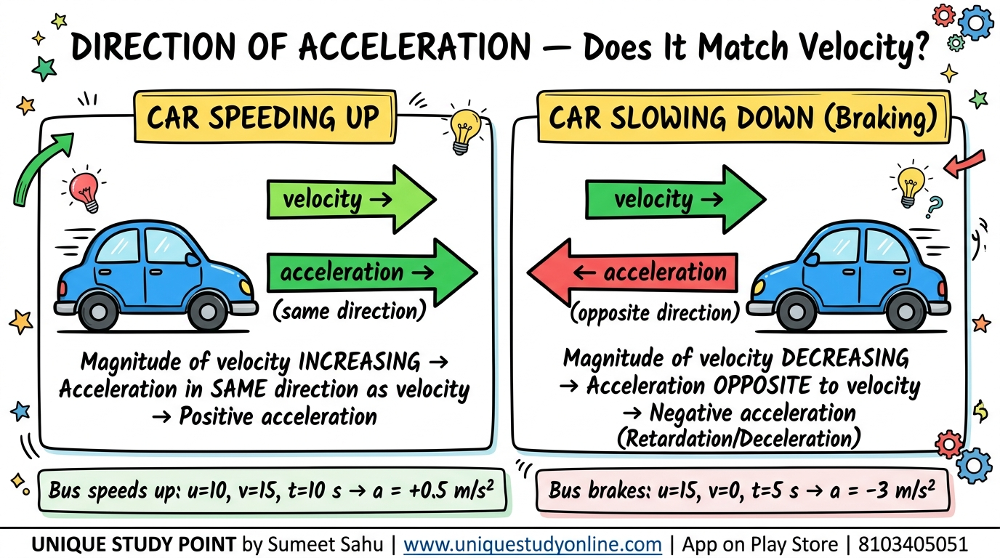 DIRECTION OF ACCELERATION — Does It Match Velocity?
CAR SPEEDING UP
velocity →
acceleration →
(same direction)
Magnitude of velocity INCREASING →
Acceleration in SAME direction as velocity
→ Positive acceleration
Bus speeds up: u=10, v=15, t=10 s → a = +0.5 m/s²
CAR SLOWING DOWN (Braking)
?
velocity →
← acceleration
(opposite direction)
Magnitude of velocity DECREASING
→ Acceleration OPPOSITE to velocity
→ Negative acceleration
(Retardation/Deceleration)
Bus brakes: u=15, v=0, t=5 s → a = -3 m/s²
UNIQUE STUDY POINT by Sumeet Sahu | www.uniquestudyonline.com | App on Play Store | 8103405051